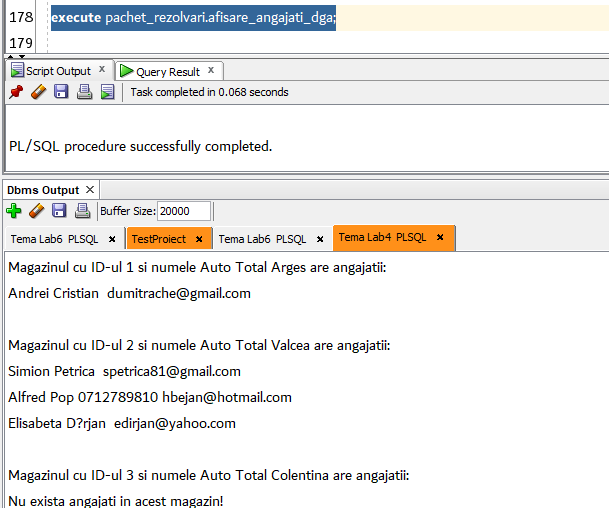 178 execute pachet_rezolvari.afisare_angajati_dga;
179
Script Output x Query Result x
Task completed in 0.068 seconds
PL/SQL procedure successfully completed.
Dbms Output x
Buffer Size: 20000
Tema Lab6 PLSQL x TestProiect x Tema Lab6 PLSQL x Tema Lab4 PLSQL x
Magazinul cu ID-ul 1 si numele Auto Total Arges are angajatii:
Andrei Cristian dumitrache@gmail.com
Magazinul cu ID-ul 2 si numele Auto Total Valcea are angajatii:
Simion Petrica spetrica81@gmail.com
Alfred Pop 0712789810 hbejan@hotmail.com
Elisabeta D?rjan edirjan@yahoo.com
Magazinul cu ID-ul 3 si numele Auto Total Colentina are angajatii:
Nu exista angajati in acest magazin!